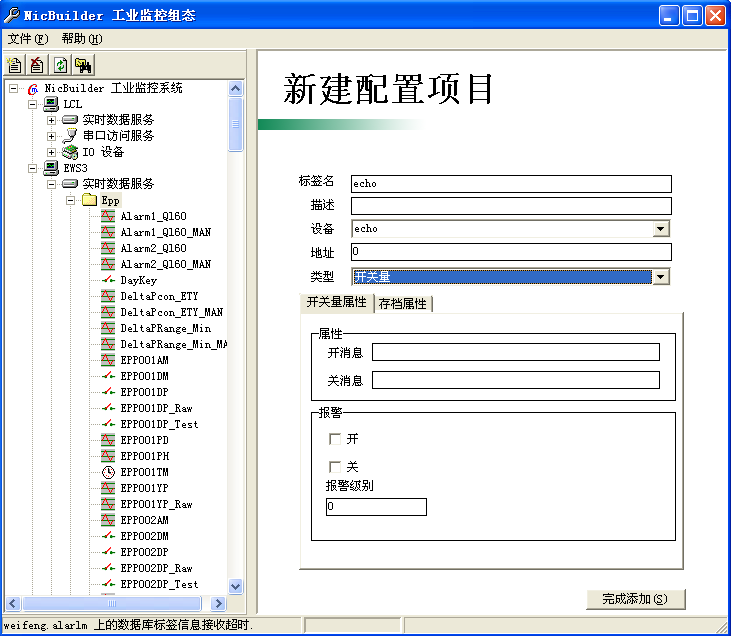 NicBuilder 工业监控组态
文件(F) 帮助(H)
NicBuilder 工业监控系统
LCL
实时数据服务
串口访问服务
IO 设备
EWS3
实时数据服务
Epp
Alarm1_Ql60
Alarm1_Ql60_MAN
Alarm2_Ql60
Alarm2_Ql60_MAN
DayKey
DeltaPcon_ETY
DeltaPcon_ETY_MAN
DeltaPRange_Min
DeltaPRange_Min_MA
EPP001AM
EPP001DM
EPP001DP
EPP001DP_Raw
EPP001DP_Test
EPP001PD
EPP001PH
EPP001TM
EPP001YP
EPP001YP_Raw
EPP002AM
EPP002DM
EPP002DP
EPP002DP_Raw
EPP002DP_Test
新建配置项目
标签名 echo
描述
设备 echo
地址 0
类型 开关量
开关量属性 存档属性
属性
开消息
关消息
报警
开
关
报警级别
0
完成添加(S)
weifeng.alarlm 上的数据库标签信息接收超时.